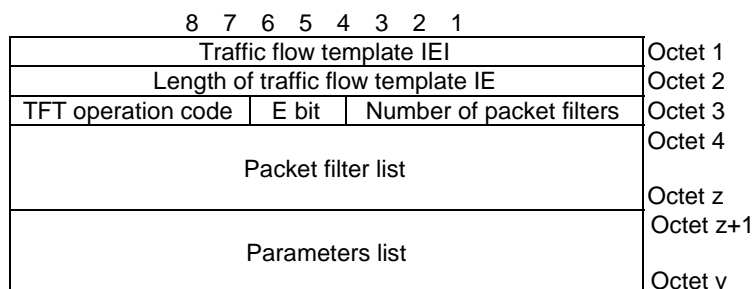 8 7 6 5 4 3 2 1
Traffic flow template IEI Octet 1
Length of traffic flow template IE Octet 2
TFT operation code E bit Number of packet filters Octet 3
Octet 4
Packet filter list
Octet z
Octet z+1
Parameters list
Octet v